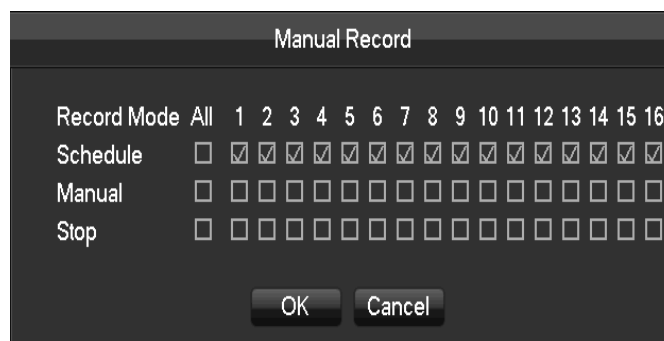 Manual Record
Record Mode All 1 2 3 4 5 6 7 8 9 10 11 12 13 14 15 16
Schedule
Manual
Stop
OK Cancel